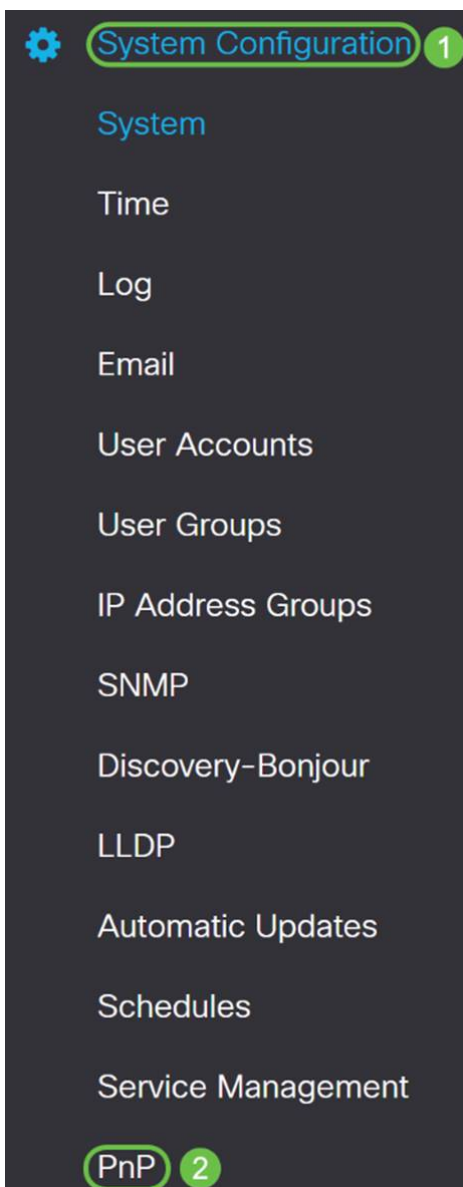 System Configuration 1
System
Time
Log
Email
User Accounts
User Groups
IP Address Groups
SNMP
Discovery-Bonjour
LLDP
Automatic Updates
Schedules
Service Management
PnP 2